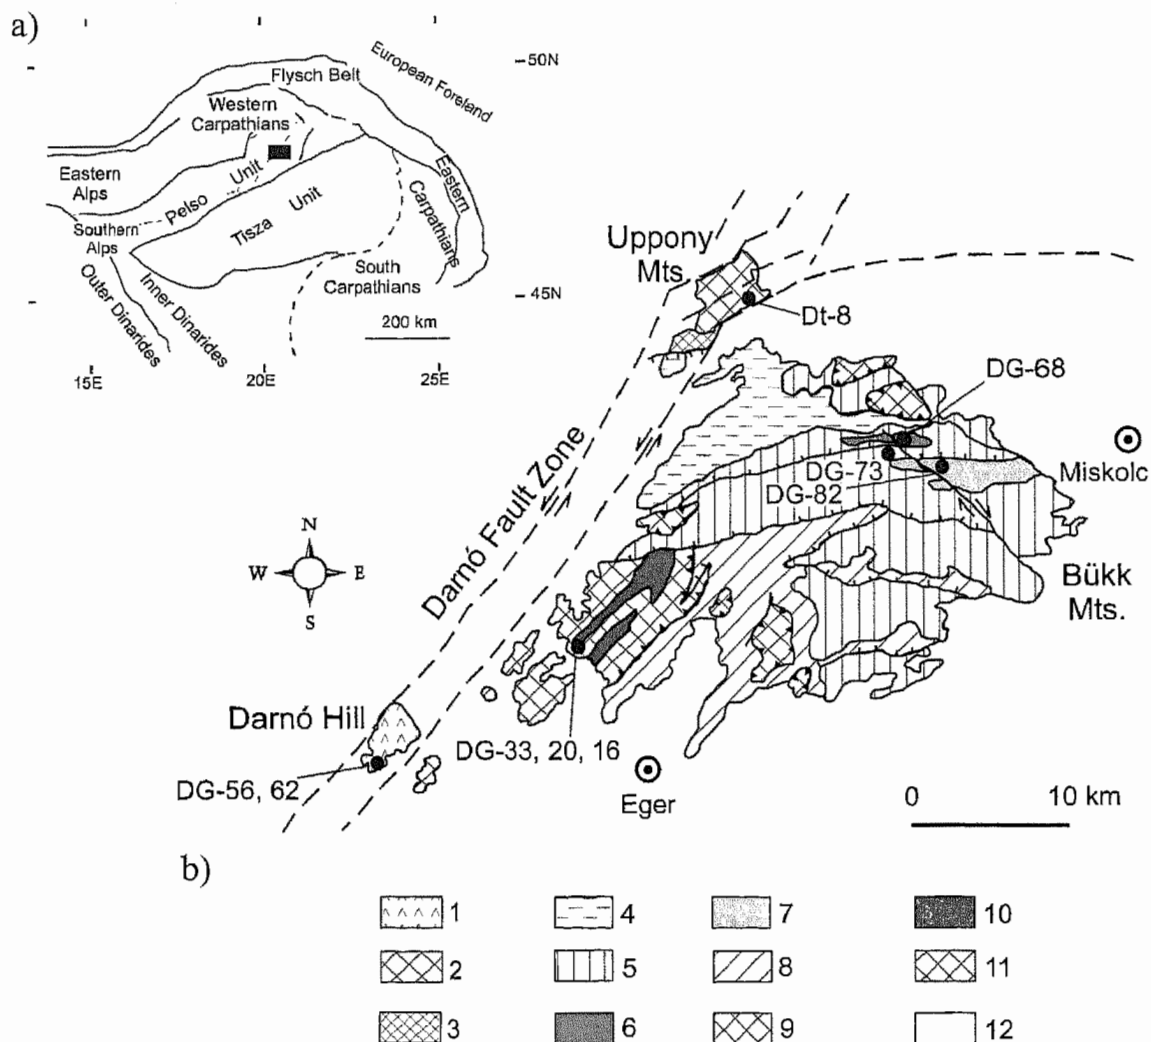 a)
50N
European Foreland
Flysch Belt
Western
Carpathians
Eastern
Alps
Pelso Unit
Tisza Unit
Eastern
Carpathians
Southern
Alps
South
Carpathians
Outer Dinarides
Inner Dinarides
45N
200 km
15E
20E
25E
Uppony
Mts.
Dt-8
DG-68
Miskolc
DG-73
DG-82
Darnó Fault Zone
N
W
E
S
Bükk
Mts.
Darnó Hill
DG-33, 20, 16
DG-56, 62
Eger
0
10 km
b)
1
4
7
10
2
5
8
11
3
6
9
12